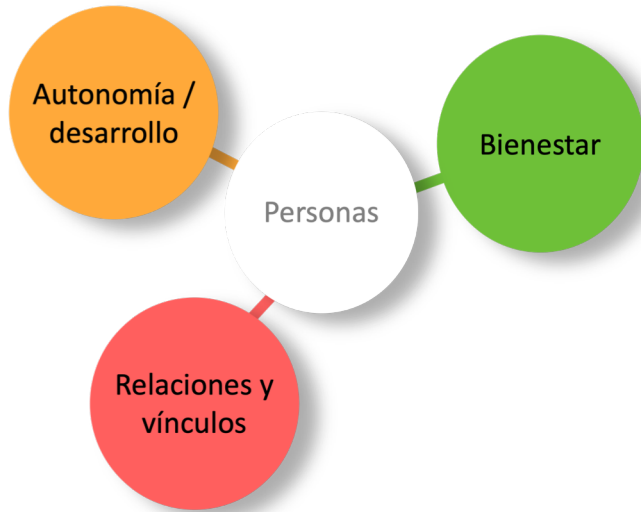 Autonomía /
desarrollo
Bienestar
Personas
Relaciones y
vínculos